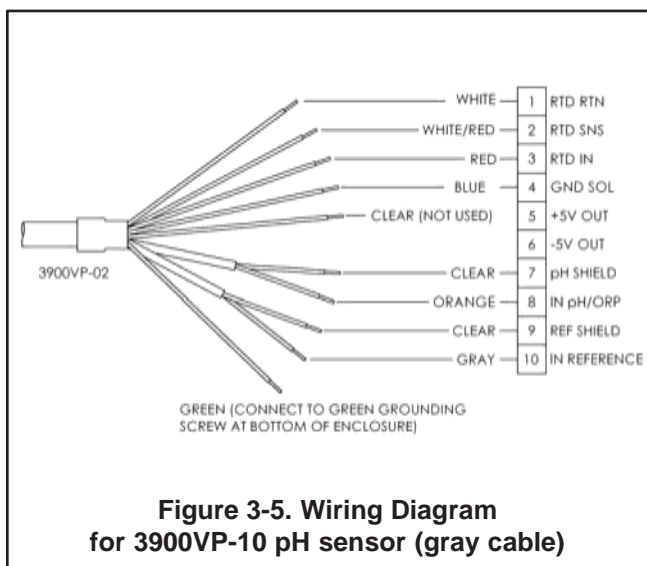 WHITE 1 RTD RTN
WHITE/RED 2 RTD SNS
RED 3 RTD IN
BLUE 4 GND SOL
CLEAR (NOT USED) 5 +5V OUT
6 -5V OUT
3900VP-02
CLEAR 7 pH SHIELD
ORANGE 8 IN pH/ORP
CLEAR 9 REF SHIELD
GRAY 10 IN REFERENCE
GREEN (CONNECT TO GREEN GROUNDING
SCREW AT BOTTOM OF ENCLOSURE)
Figure 3-5. Wiring Diagram
for 3900VP-10 pH sensor (gray cable)